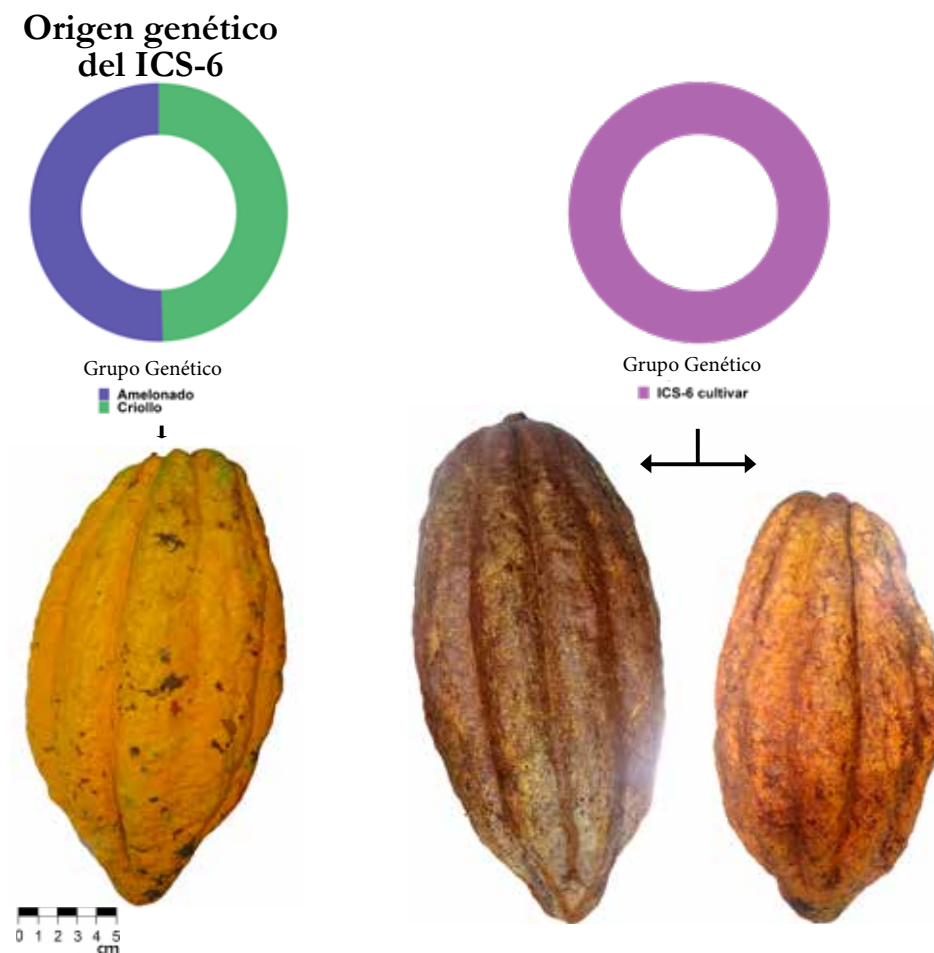 Origen genético
del ICS-6
Grupo Genético
Amelonado
Criollo
Grupo Genético
ICS-6 cultivar
0 1 2 3 4 5
cm